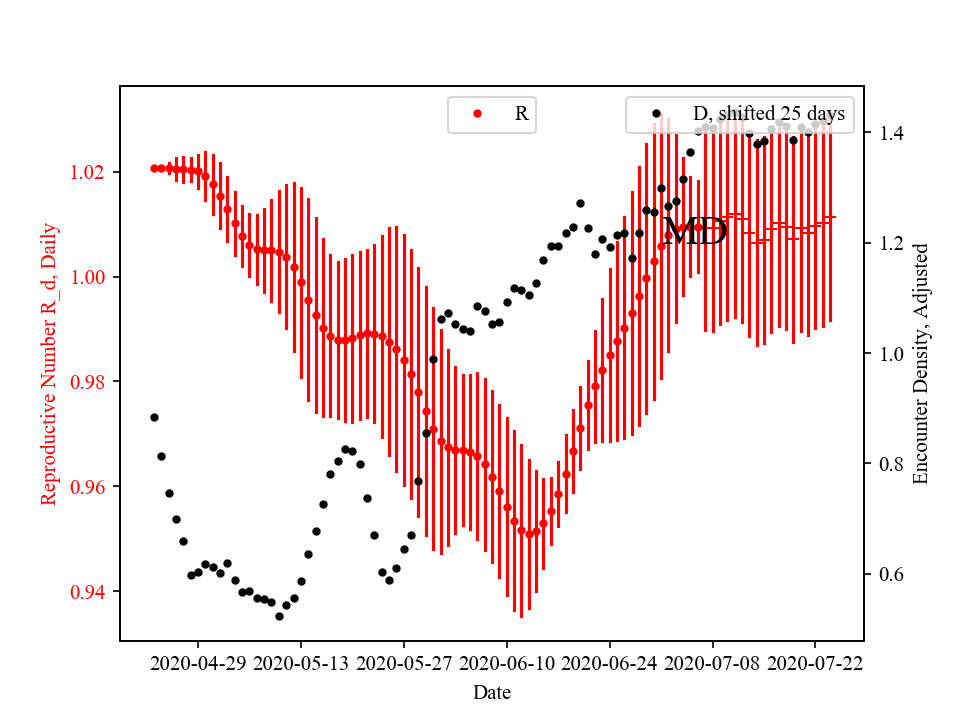 R
D, shifted 25 days
1.02
1.00
0.98
0.96
0.94
Reproductive Number R_d, Daily
MD
1.4
1.2
1.0
0.8
0.6
Encounter Density, Adjusted
2020-04-29 2020-05-13 2020-05-27 2020-06-10 2020-06-24 2020-07-08 2020-07-22
Date